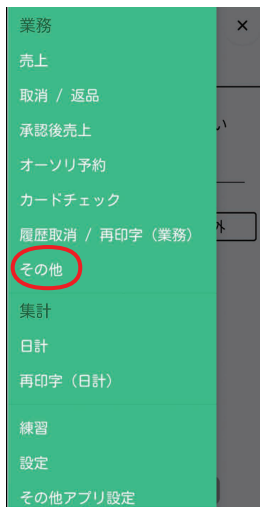 業務
×
売上
取消 / 返品
承認後売上
い
オーソリ予約
カードチェック
履歴取消 / 再印字（業務）
外
その他
集計
日計
再印字（日計）
練習
設定
その他アプリ設定